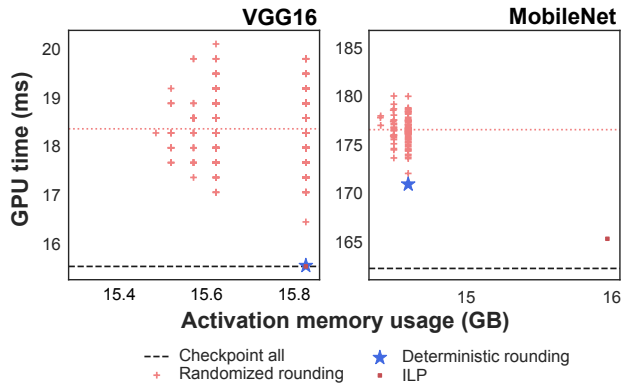 VGG16
MobileNet
GPU time (ms)
20
19
18
17
16
185
180
175
170
165
15.4
15.6
15.8
15
16
Activation memory usage (GB)
Checkpoint all
Randomized rounding
Deterministic rounding
ILP